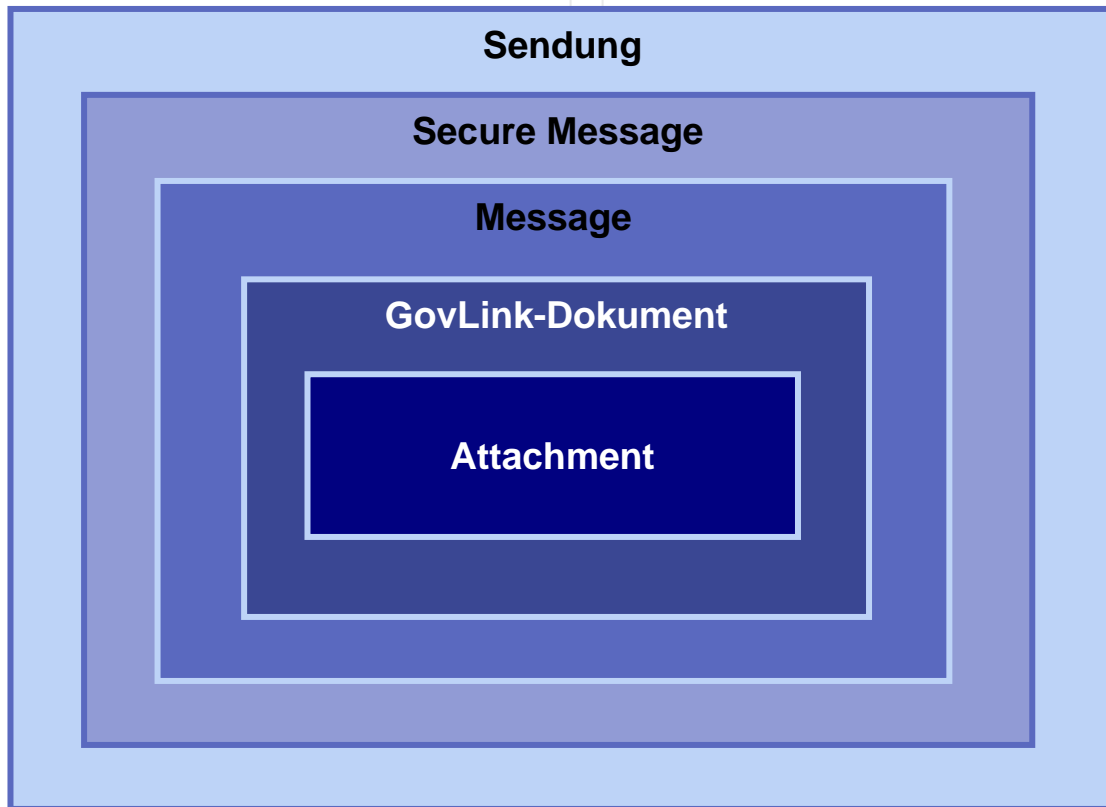 Sendung
Secure Message
Message
GovLink-Dokument
Attachment